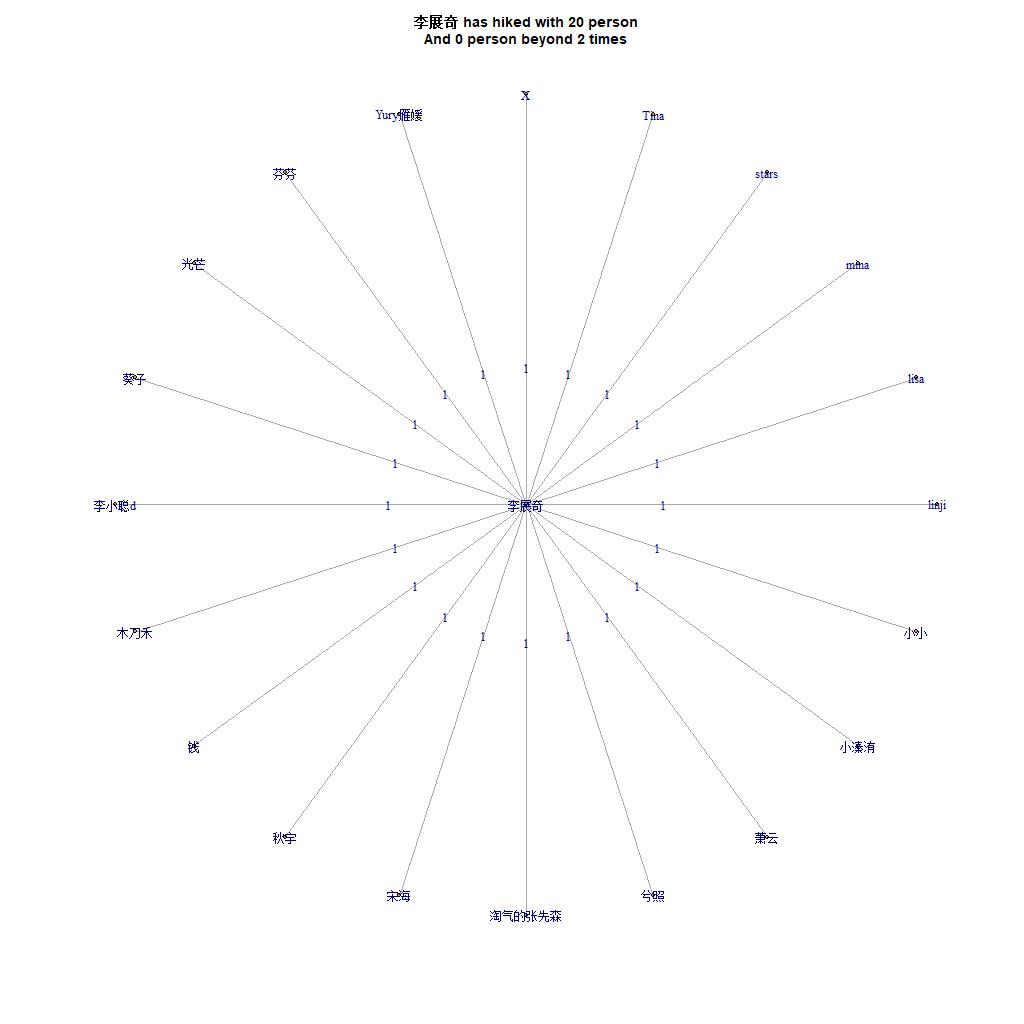 李展奇 has hiked with 20 person
And 0 person beyond 2 times
X
Yury雁媛
Tina
芬芬
stars
光芒
mina
葵子
lisa
1
1
1
1
1
1
1
1
1
李小聪d
1
李展奇
1
linji
1
1
1
1
1
1
1
1
1
木乃禾
小小
钱
小溱洧
秋宇
萧云
宋海
兮照
淘气的张先森